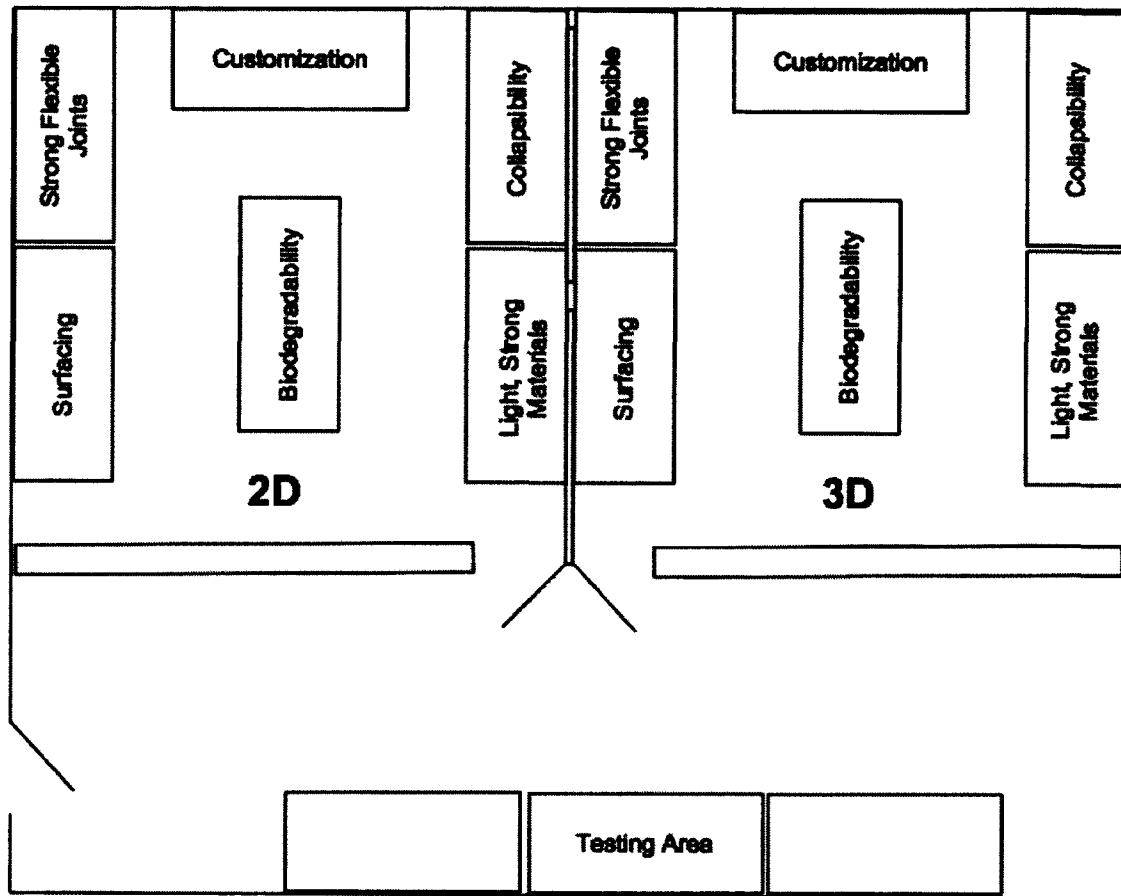 Strong Flexible
Joints
Customization
Collapsibility
Surfacing
Biodegradability
Light, Strong
Materials
2D
Strong Flexible
Joints
Customization
Collapsibility
Surfacing
Biodegradability
Light, Strong
Materials
3D
Testing Area